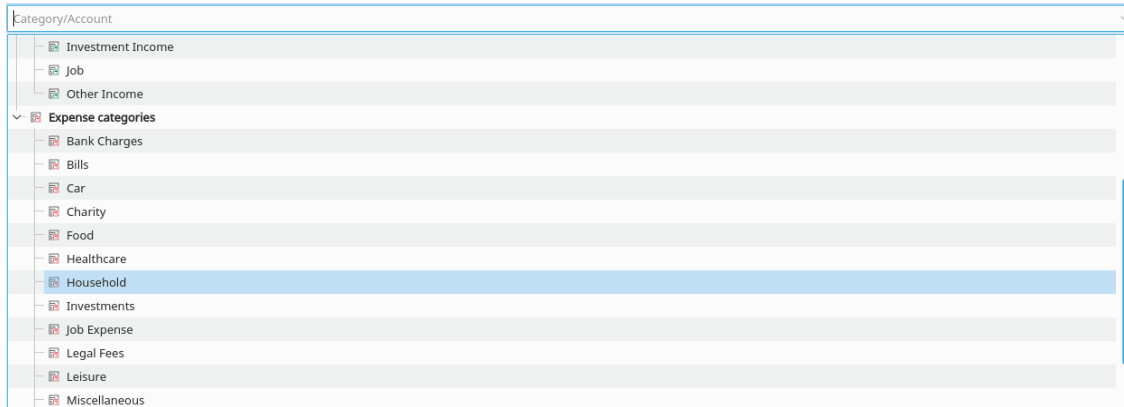 Category/Account
Investment Income
Job
Other Income
Expense categories
Bank Charges
Bills
Car
Charity
Food
Healthcare
Household
Investments
Job Expense
Legal Fees
Leisure
Miscellaneous